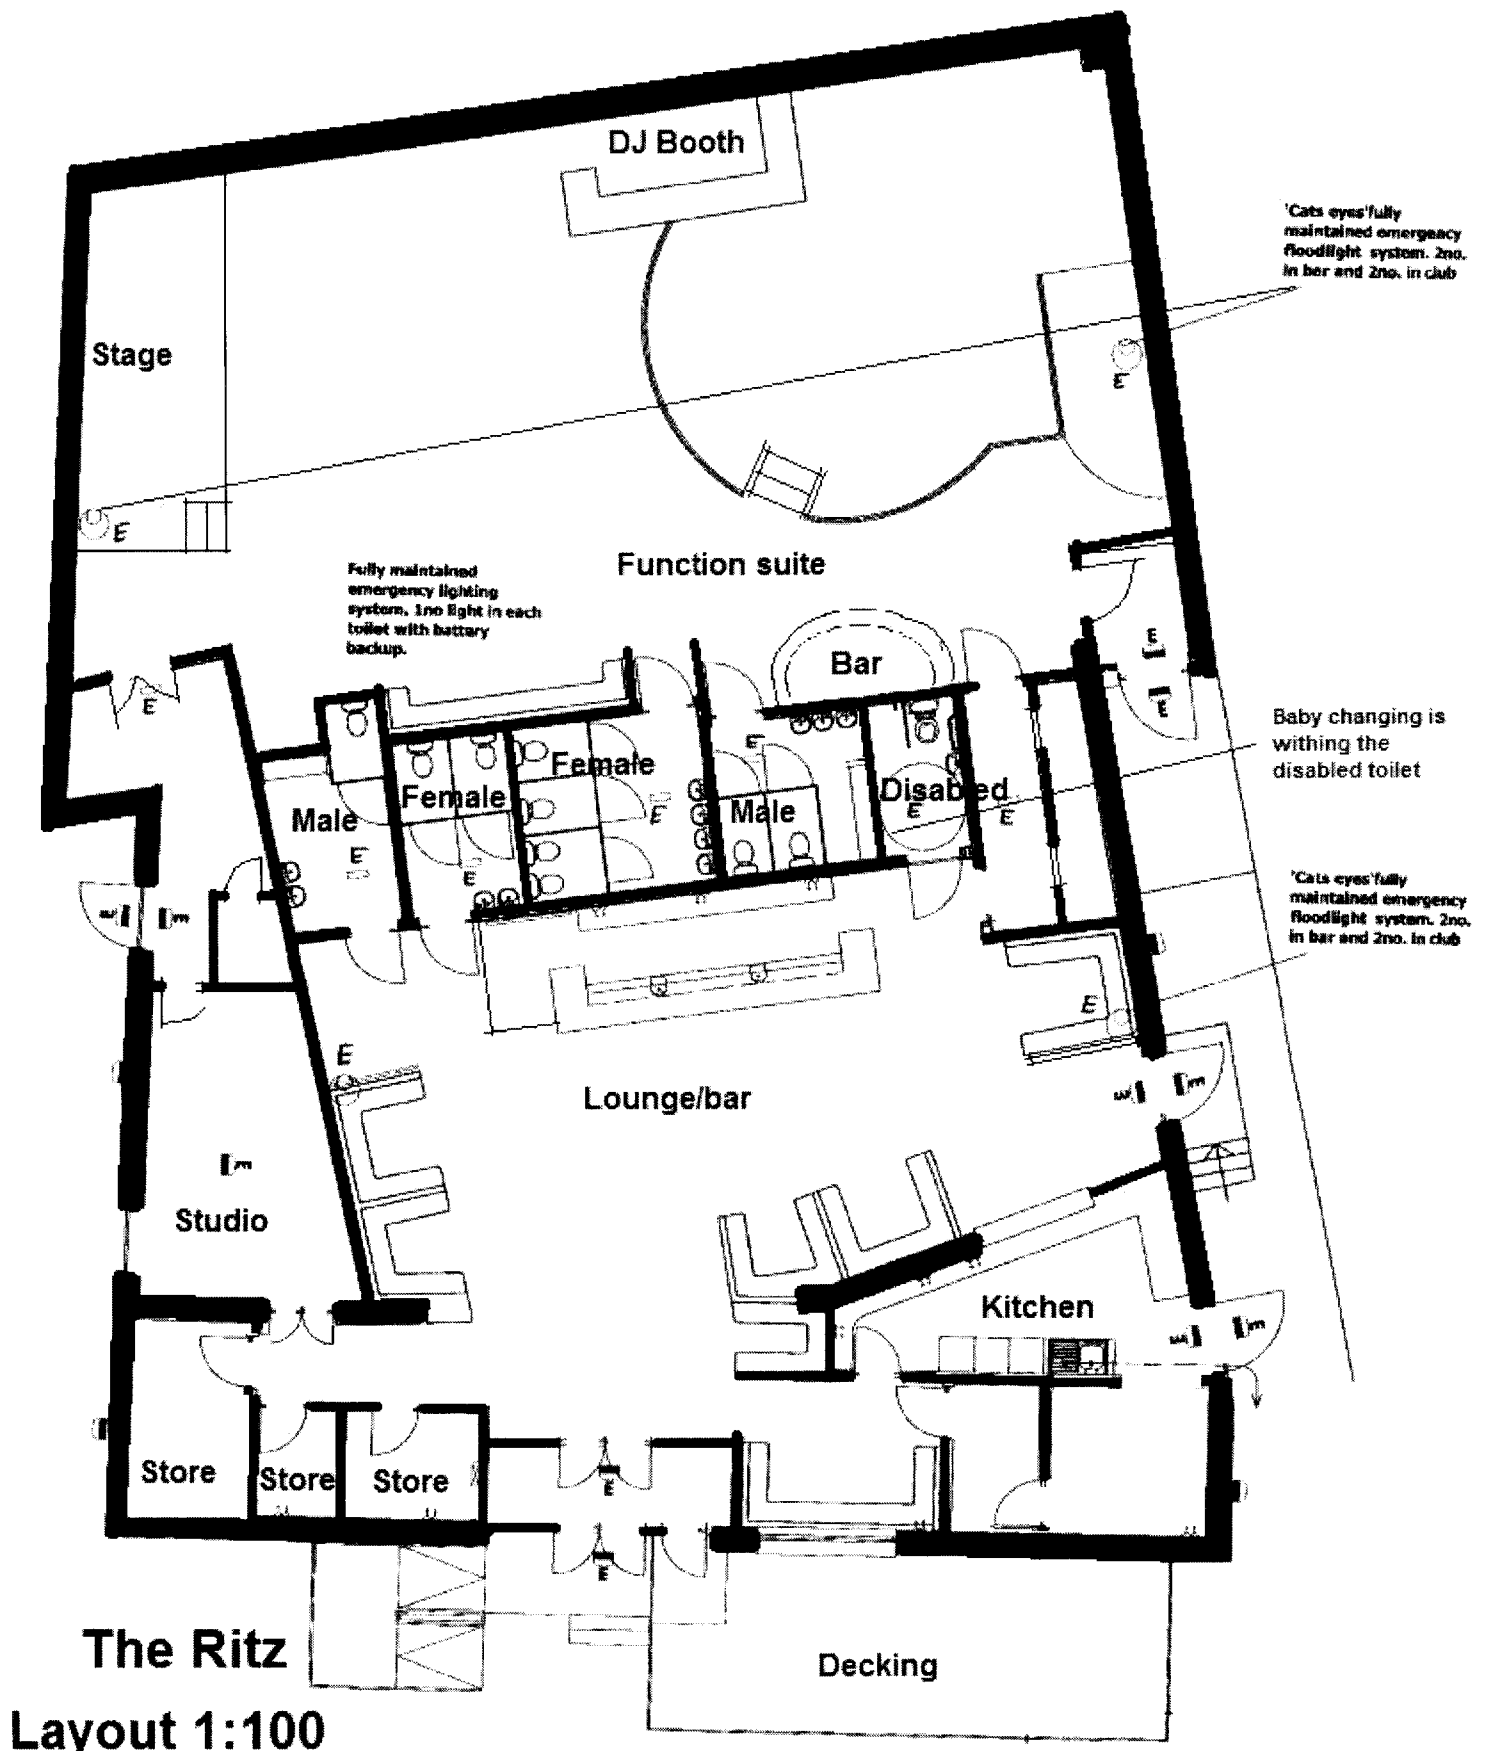 DJ Booth
'Cats eyes'fully
maintained emergency
floodlight system. 2no.
in bar and 2no. in club
Stage
E
E
Function suite
Fully maintained
emergency lighting
system. 1no light in each
toilet with battery
backup.
E
Bar
E
E
Baby changing is
withing the
disabled toilet
E
Female
Female
Disabled
Male
Male
E
E
E
E
E
E
'Cats eyes'fully
maintained emergency
floodlight system. 2no.
in bar and 2no. in club
E
E
E
E
E
Lounge/bar
E
E
E
Studio
Kitchen
E
E
Store
Store
Store
E
E
The Ritz
Decking
Layout 1:100